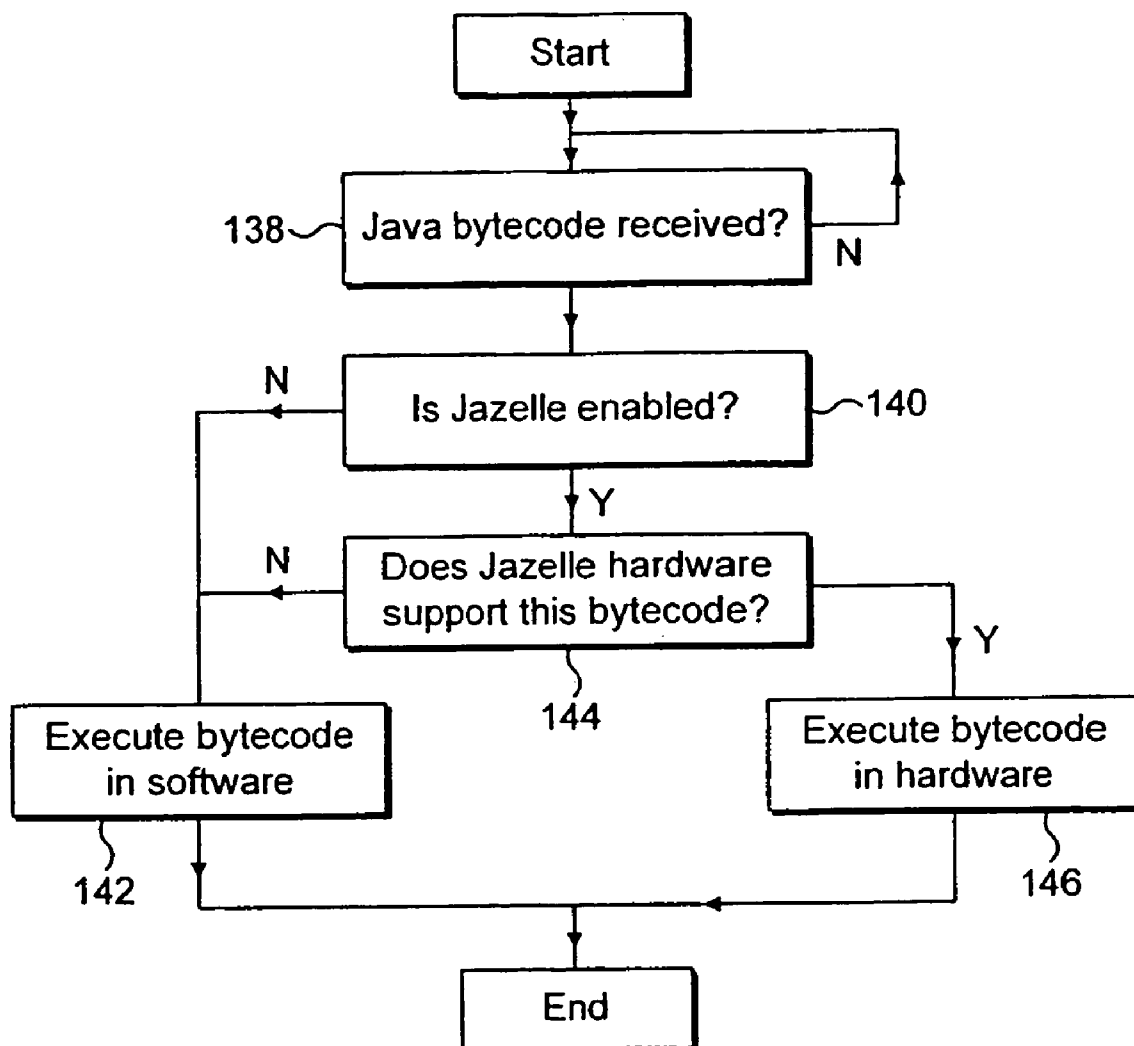 Start
138
Java bytecode received?
N
N
Is Jazelle enabled?
140
Y
N
Does Jazelle hardware
support this bytecode?
Y
144
Execute bytecode
in software
Execute bytecode
in hardware
142
146
End